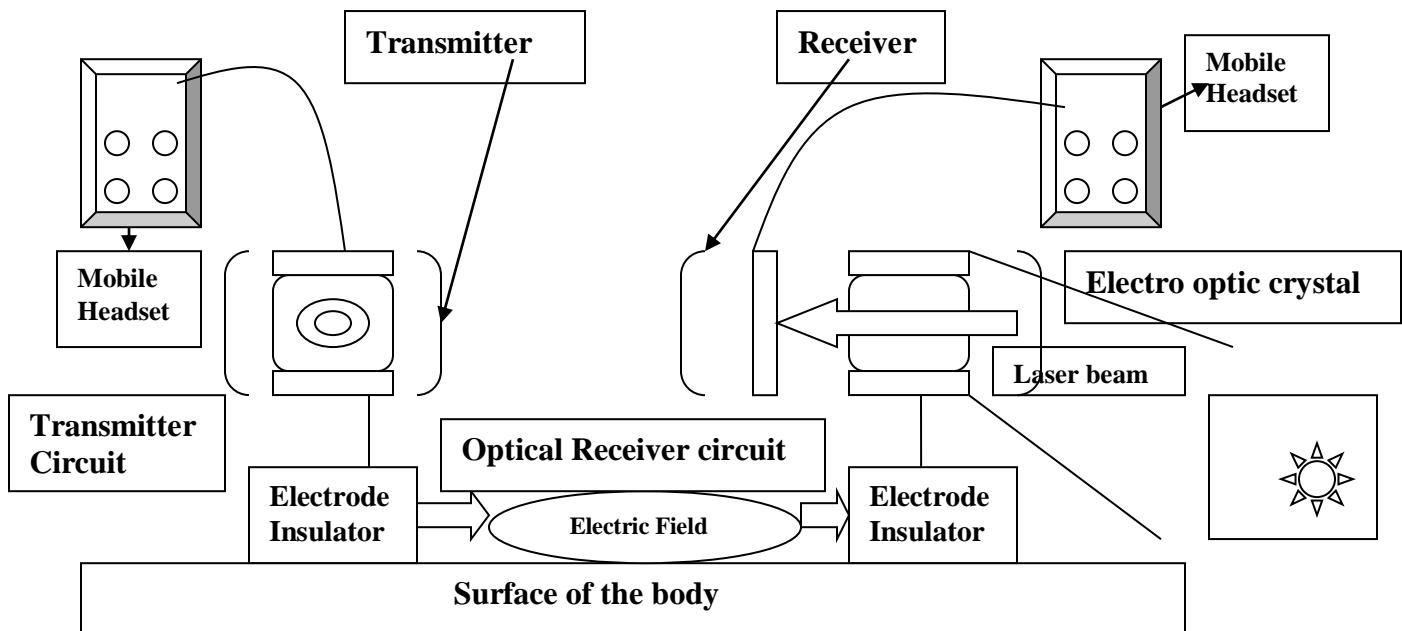 Transmitter
Receiver
Mobile
Headset
Mobile
Headset
Electro optic crystal
Laser beam
Transmitter
Circuit
Optical Receiver circuit
Electrode
Insulator
Electric Field
Electrode
Insulator
Surface of the body